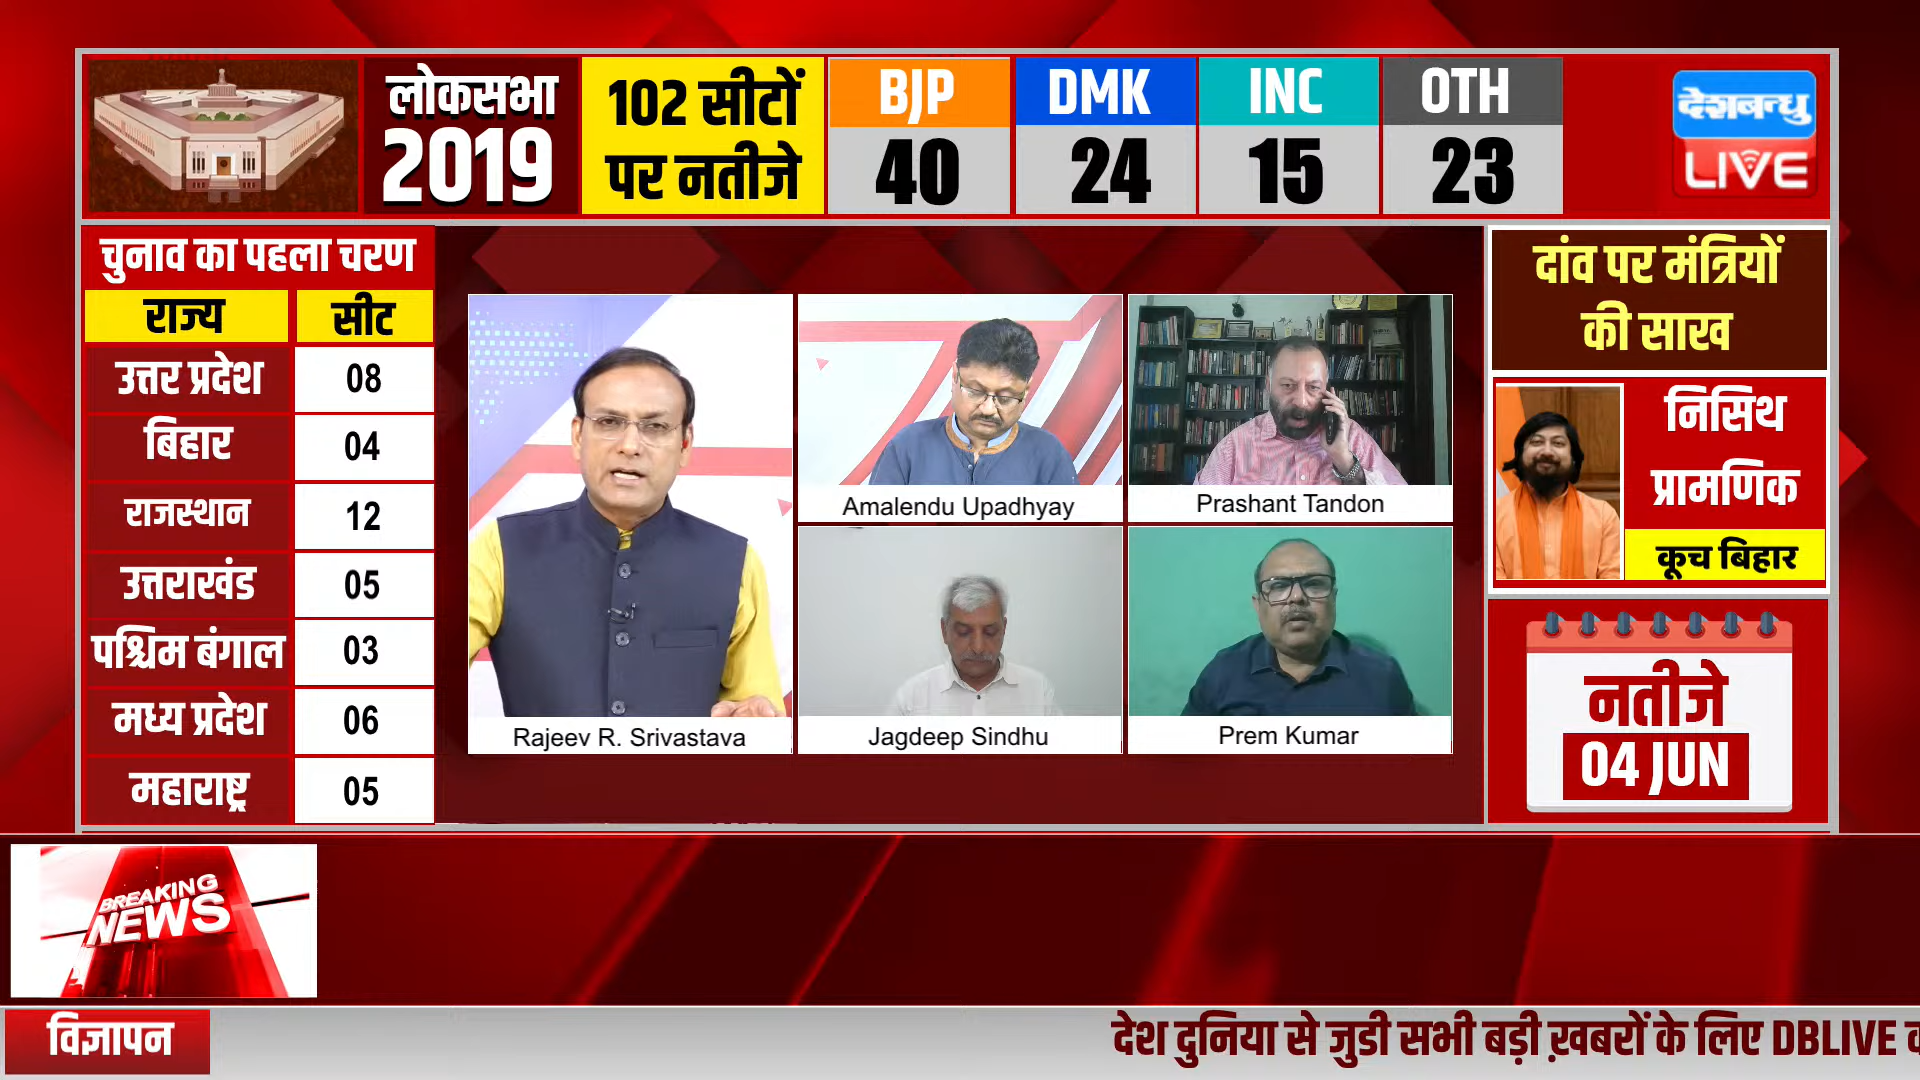 लोकसभा
2019
102 सीटों
पर नतीजे
BJP
40
DMK
24
INC
15
OTH
23
देशबन्धु
LIVE
चुनाव का पहला चरण
राज्य सीट
उत्तर प्रदेश 08
बिहार 04
राजस्थान 12
उत्तराखंड 05
पश्चिम बंगाल 03
मध्य प्रदेश 06
महाराष्ट्र 05
Amalendu Upadhyay
Prashant Tandon
Rajeev R. Srivastava
Jagdeep Sindhu
Prem Kumar
दांव पर मंत्रियों
की साख
निसिथ
प्रामणिक
कूच बिहार
नतीजे
04 JUN
BREAKING
NEWS
विज्ञापन
देश दुनिया से जुडी सभी बड़ी ख़बरों के लिए DBLIVE